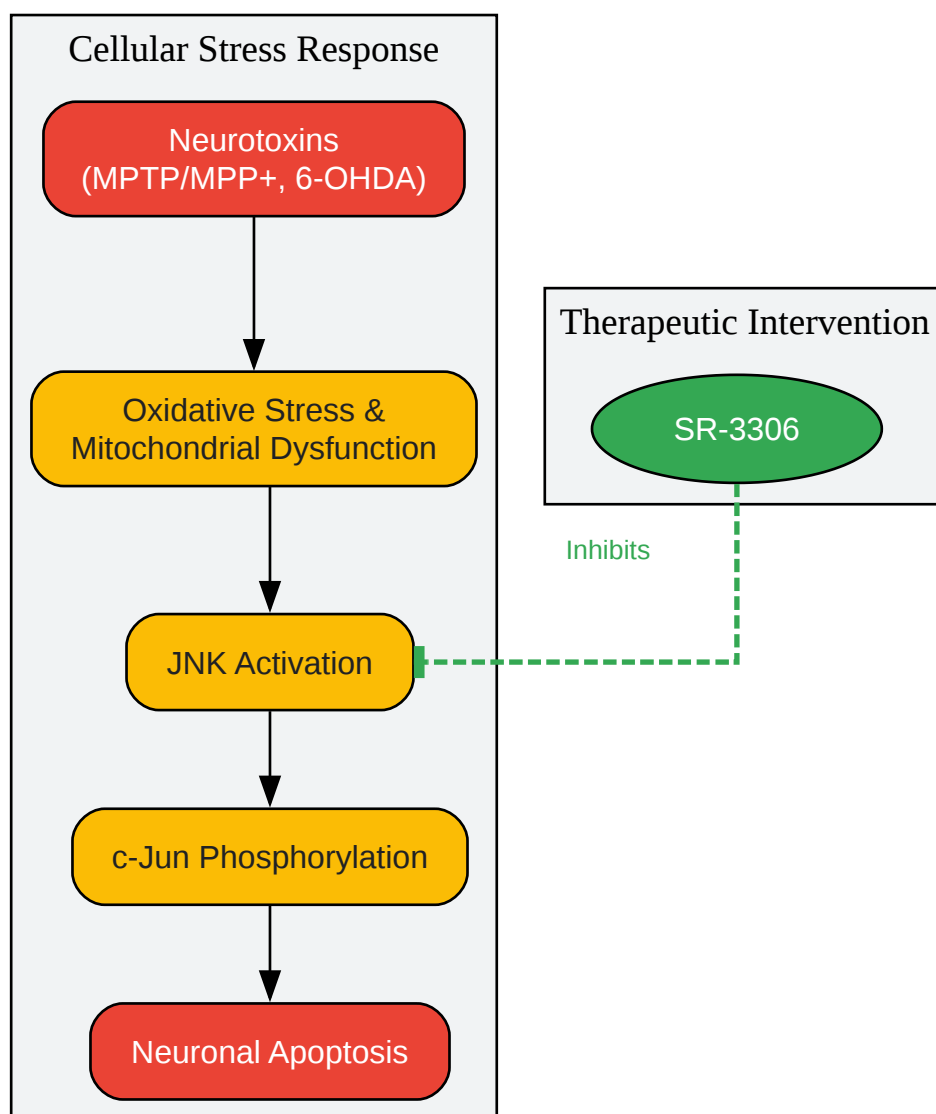 Cellular Stress Response
Neurotoxins
(MPTP/MPP+, 6-OHDA)
Therapeutic Intervention
Oxidative Stress &
Mitochondrial Dysfunction
SR-3306
Inhibits
JNK Activation
c-Jun Phosphorylation
Neuronal Apoptosis